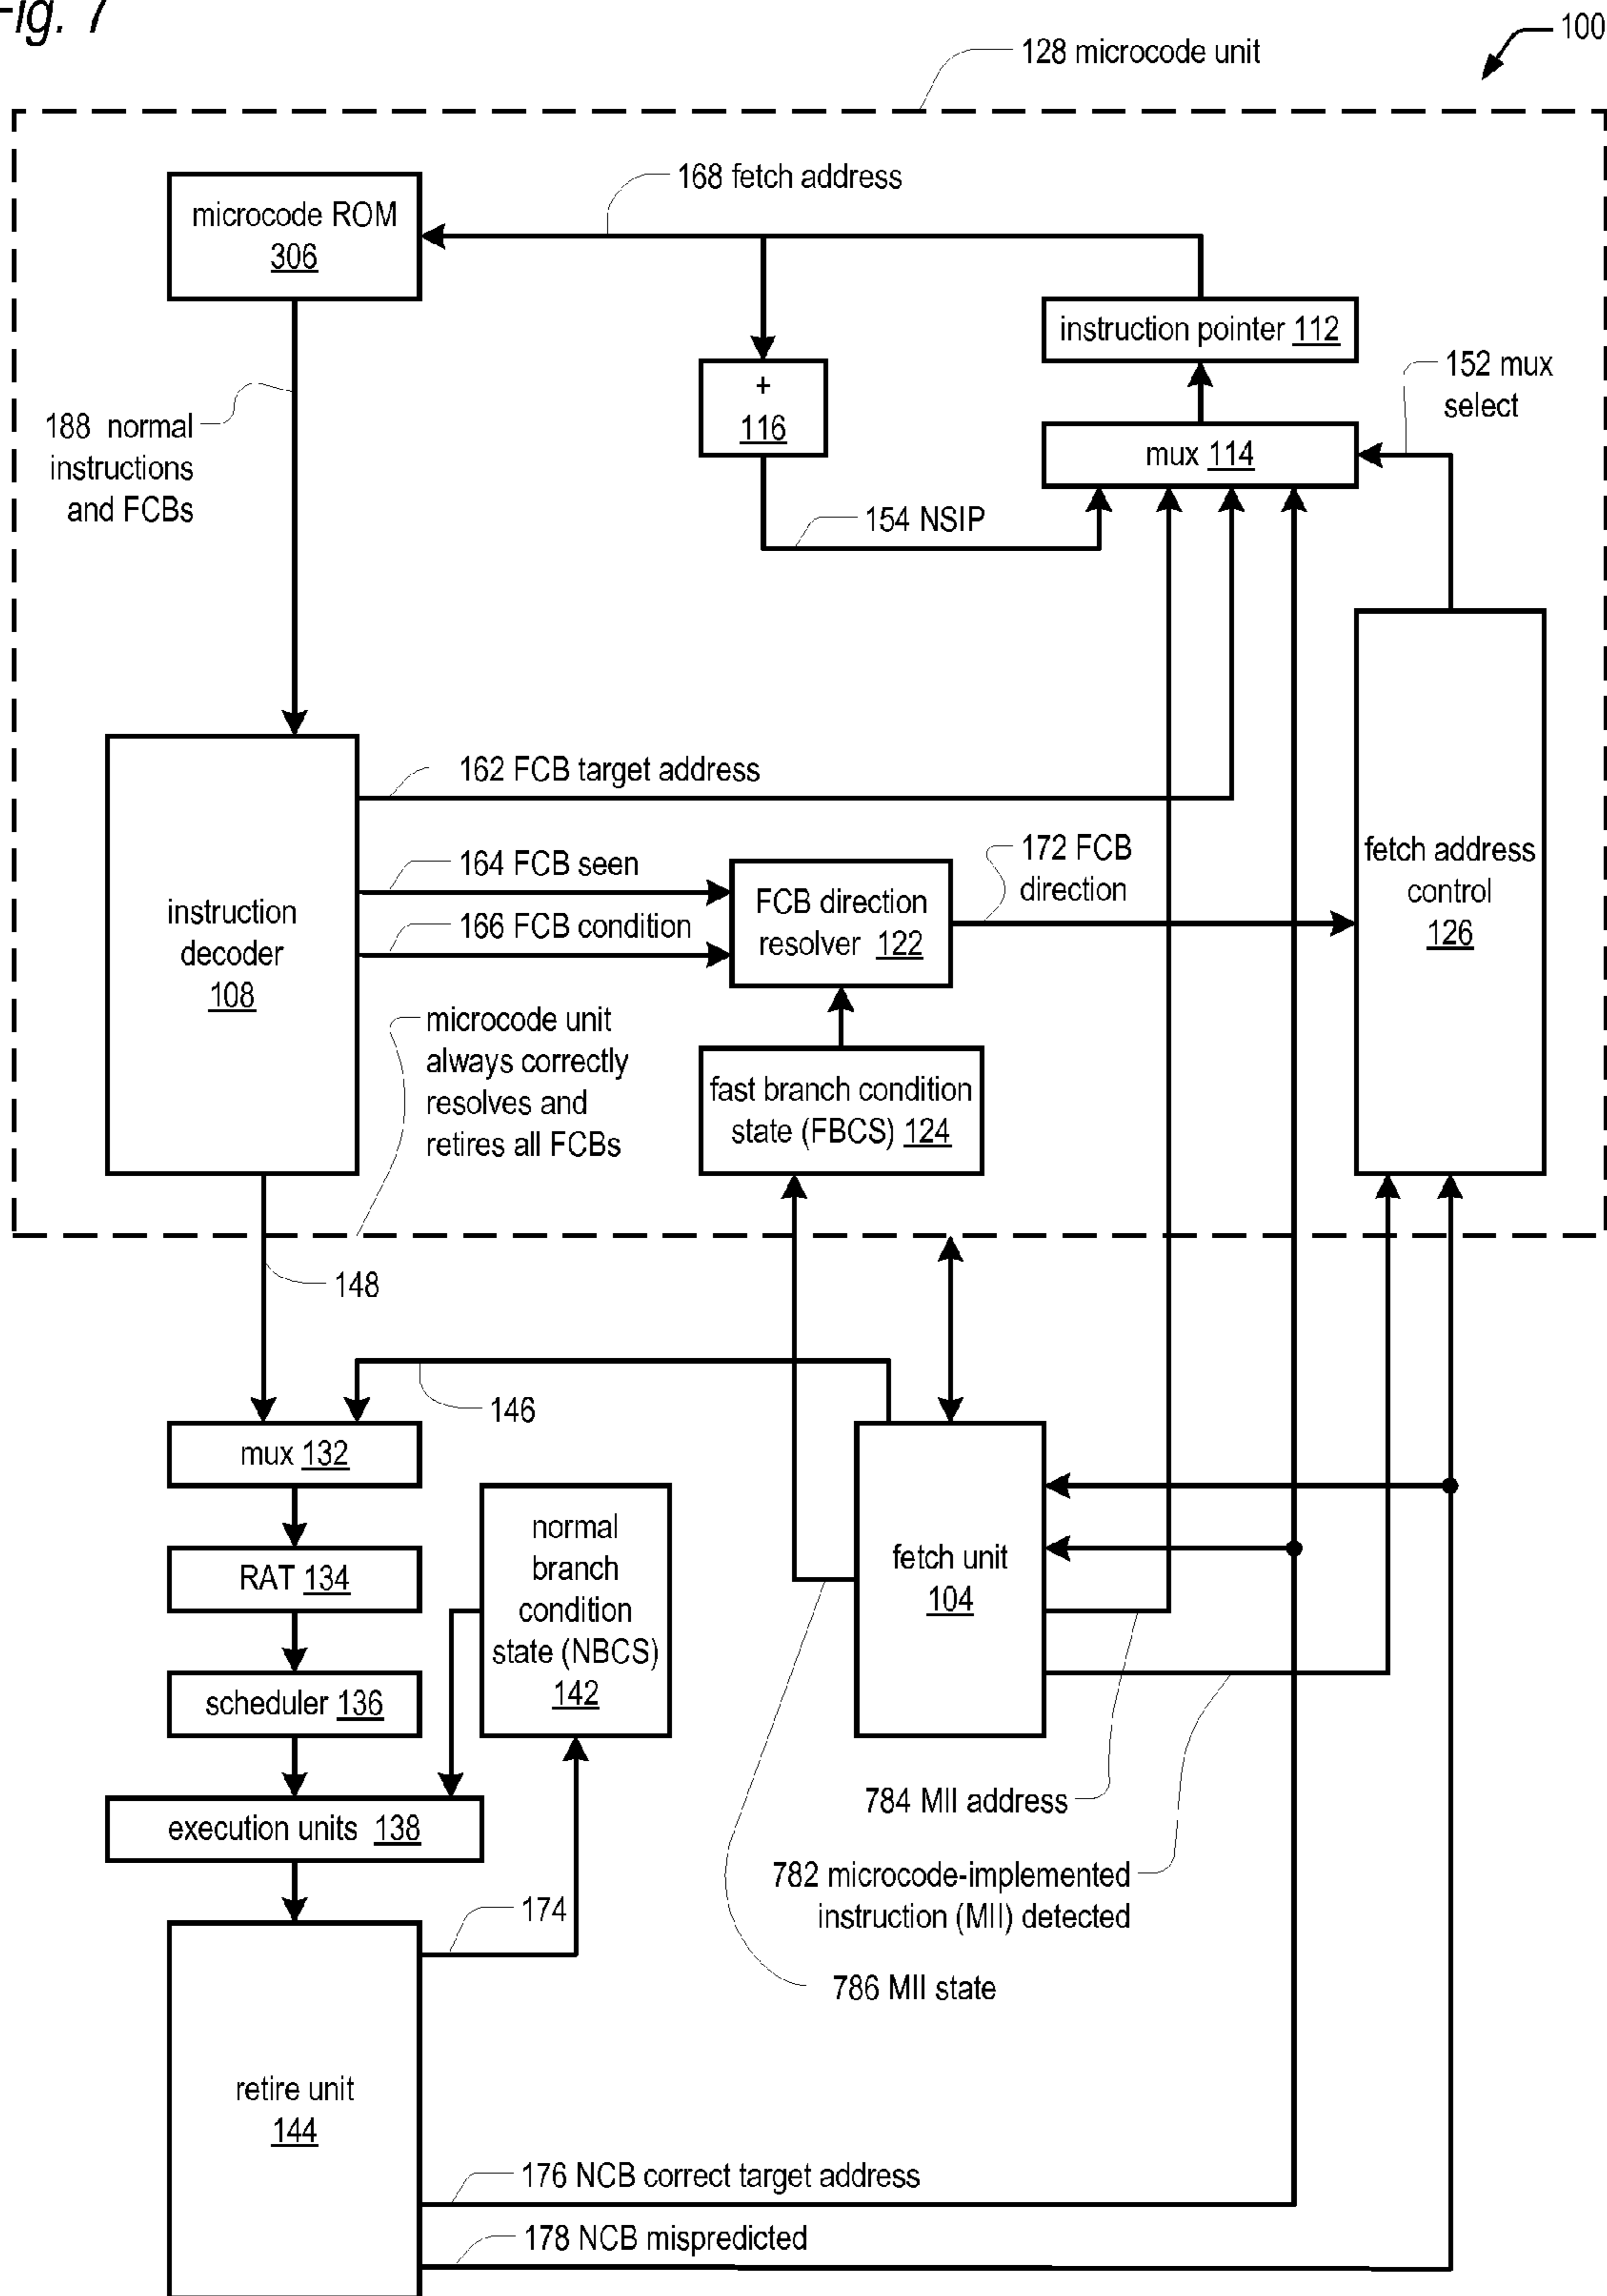 Fig. 7
100
128 microcode unit
168 fetch address
microcode ROM
306
instruction pointer 112
152 mux
select
+
116
188 normal
instructions
and FCBs
mux 114
154 NSIP
162 FCB target address
164 FCB seen
172 FCB
direction
fetch address
control
126
instruction
decoder
108
FCB direction
resolver 122
166 FCB condition
microcode unit
always correctly
resolves and
retires all FCBs
fast branch condition
state (FBCS) 124
148
146
mux 132
normal
branch
condition
state (NBCS)
142
fetch unit
104
RAT 134
scheduler 136
784 MII address
execution units 138
782 microcode-implemented
instruction (MII) detected
174
786 MII state
retire unit
144
176 NCB correct target address
178 NCB mispredicted